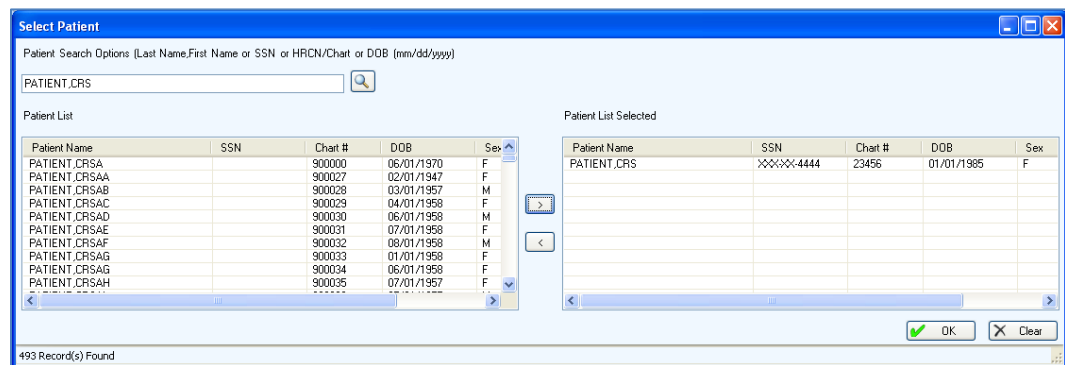 Select Patient
Patient Search Options (Last Name,First Name or SSN or HRCN/Chart or DOB (mm/dd/yyyy)
PATIENT,CRS
Patient List
Patient Name SSN Chart # DOB Sex
PATIENT,CRSA 900000 06/01/1970 F
PATIENT,CRSAA 900027 02/01/1947 F
PATIENT,CRSAB 900028 03/01/1957 M
PATIENT,CRSAC 900029 04/01/1958 F
PATIENT,CRSAD 900030 06/01/1958 M
PATIENT,CRSAE 900031 07/01/1958 F
PATIENT,CRSAF 900032 08/01/1958 M
PATIENT,CRSAG 900033 01/01/1958 F
PATIENT,CRSAG 900034 06/01/1958 F
PATIENT,CRSAH 900035 07/01/1957 F
>
<
Patient List Selected
Patient Name SSN Chart # DOB Sex
PATIENT,CRS XXX-XX-4444 23456 01/01/1985 F
OK
Clear
493 Record(s) Found